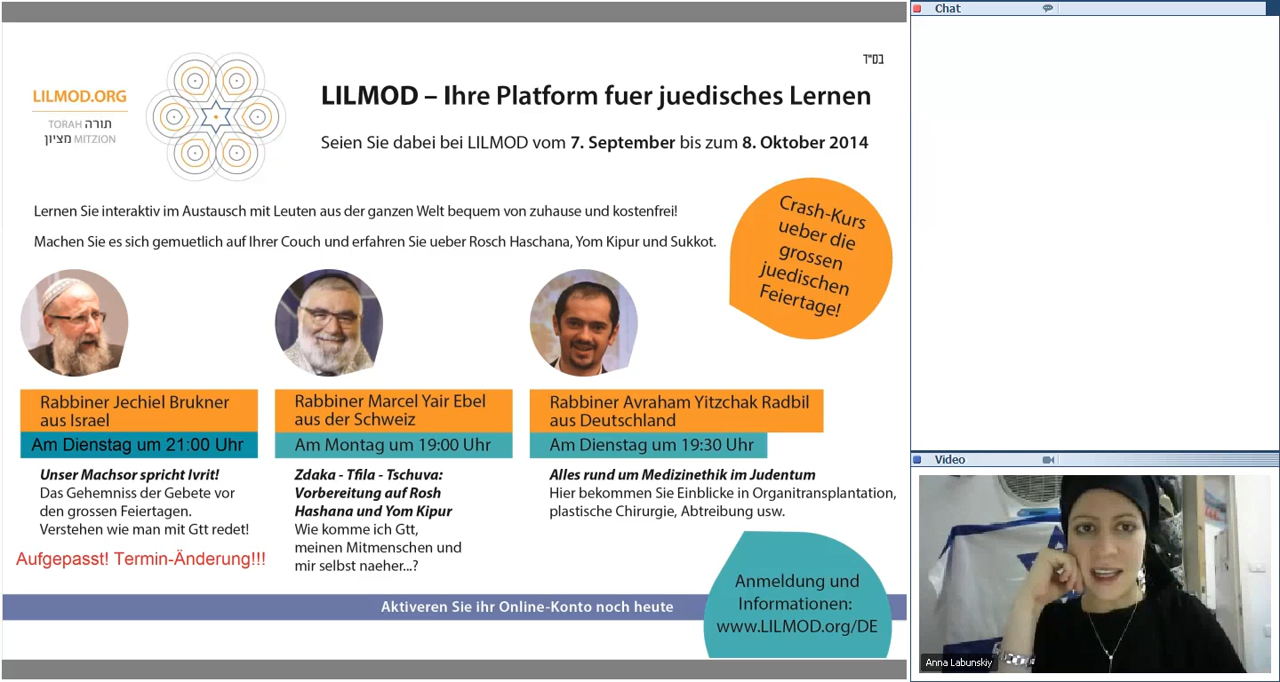 Chat
בס"ד
LILMOD.ORG
TORAH תורה
מציון MITZION
LILMOD – Ihre Platform fuer juedisches Lernen
Seien Sie dabei bei LILMOD vom 7. September bis zum 8. Oktober 2014
Lernen Sie interaktiv im Austausch mit Leuten aus der ganzen Welt bequem von zuhause und kostenfrei!
Machen Sie es sich gemuetlich auf Ihrer Couch und erfahren Sie ueber Rosch Haschana, Yom Kipur und Sukkot.
Crash-Kurs
ueber die
grossen
juedischen
Feiertage!
Rabbiner Jechiel Brukner
aus Israel
Am Dienstag um 21:00 Uhr
Unser Machsor spricht Ivrit!
Das Gehemniss der Gebete vor
den grossen Feiertagen.
Verstehen wie man mit Gtt redet!
Aufgepasst! Termin-Änderung!!!
Rabbiner Marcel Yair Ebel
aus der Schweiz
Am Montag um 19:00 Uhr
Zdaka - Tfila - Tschuva:
Vorbereitung auf Rosh
Hashana und Yom Kipur
Wie komme ich Gtt,
meinen Mitmenschen und
mir selbst naeher...?
Rabbiner Avraham Yitzchak Radbil
aus Deutschland
Am Dienstag um 19:30 Uhr
Alles rund um Medizinethik im Judentum
Hier bekommen Sie Einblicke in Organitransplantation,
plastische Chirurgie, Abtreibung usw.
Anmeldung und
Informationen:
www.LILMOD.org/DE
Aktiveren Sie ihr Online-Konto noch heute
Video
Anna Labunskiy